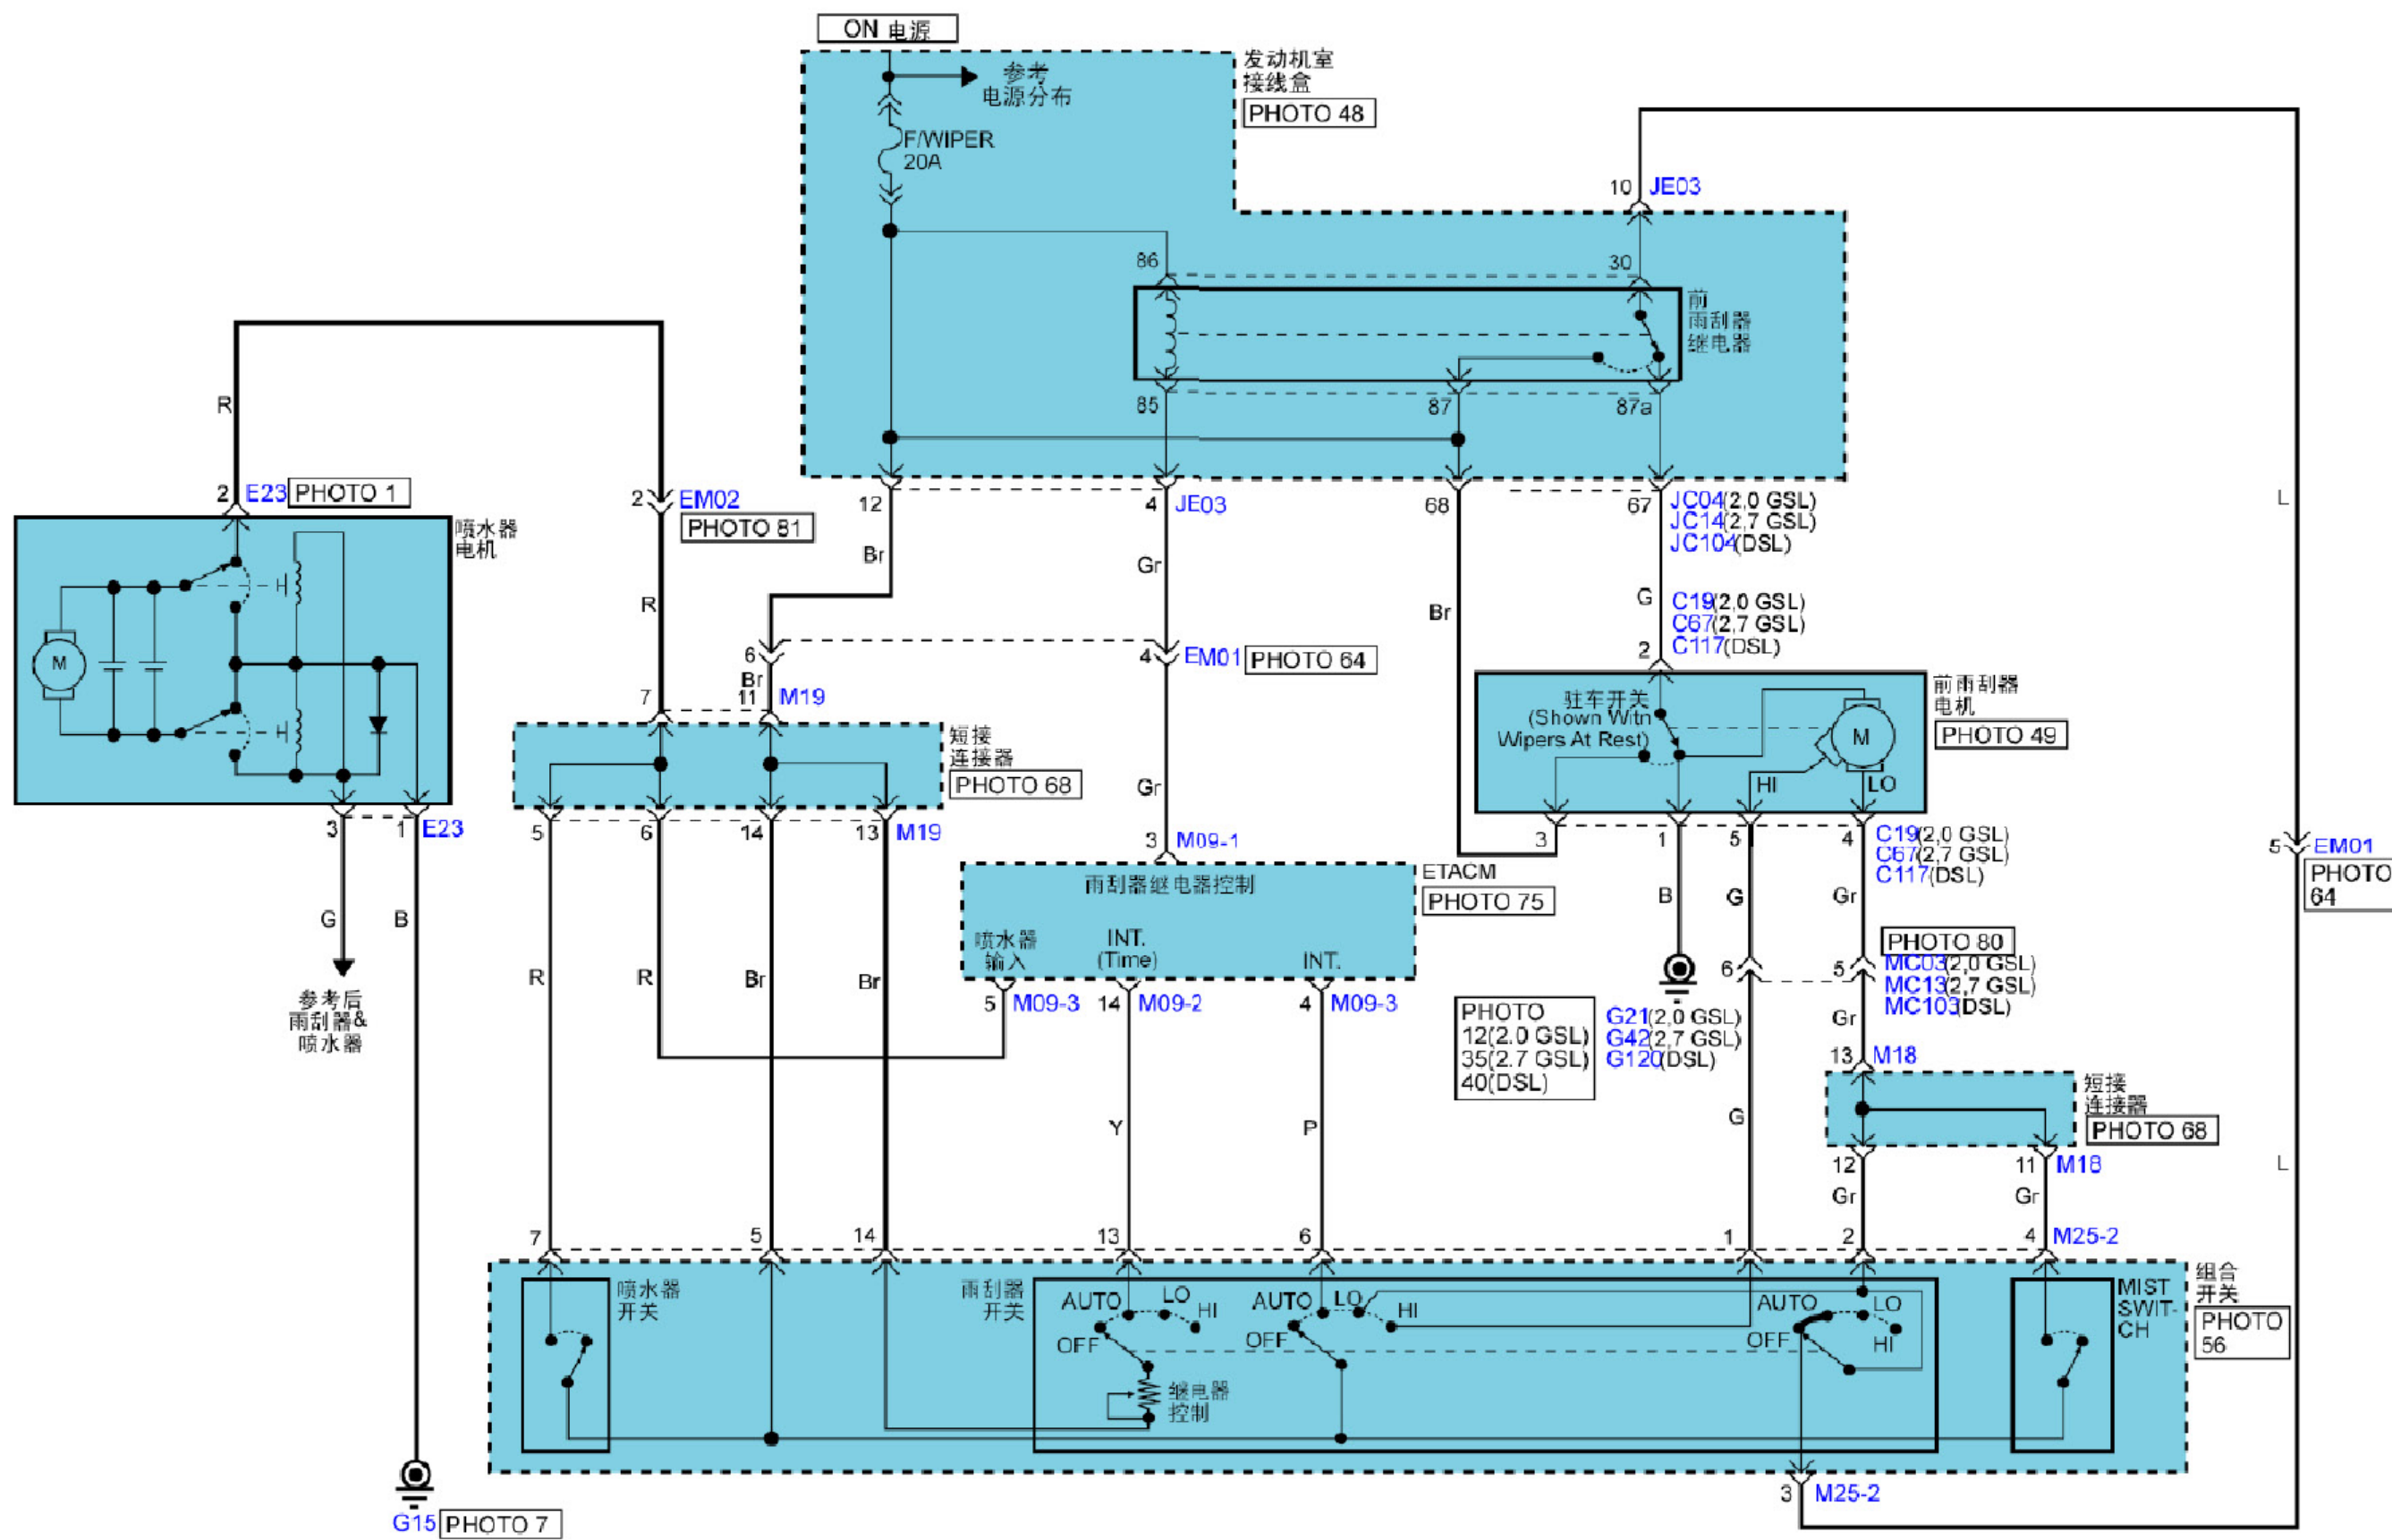 ON 电源
参考
电源分布
发动机室
接线盒
PHOTO 48
F/WIPER
20A
10 JE03
86
30
前
雨刮器
继电器
85
87
87a
R
2 E23 PHOTO 1
2 EM02
PHOTO 81
12
4 JE03
68
67 JC04(2,0 GSL)
JC14(2,7 GSL)
JC104(DSL)
L
喷水器
电机
Br
Gr
R
Br
G
C19(2,0 GSL)
C67(2,7 GSL)
C117(DSL)
2
M
6
Br
4 EM01 PHOTO 64
7
11 M19
短接
连接器
PHOTO 68
驻车开关
(Shown Witn
Wipers At Rest)
M
HI
LO
前雨刮器
电机
PHOTO 49
Gr
3
1 E23
5
6
14
13 M19
3 M09-1
3
1
5
4
C19(2,0 GSL)
C67(2,7 GSL)
C117(DSL)
5 EM01
PHOTO
64
雨刮器继电器控制
ETACM
PHOTO 75
G
B
B
G
Gr
喷水器
输入
INT.
(Time)
INT.
R
R
Br
Br
PHOTO 80
6
5
MC03(2,0 GSL)
MC13(2,7 GSL)
MC103(DSL)
参考后
雨刮器&
喷水器
5 M09-3
14 M09-2
4 M09-3
PHOTO
12(2.0 GSL)
35(2.7 GSL)
40(DSL)
G21(2,0 GSL)
G42(2,7 GSL)
G120(DSL)
Gr
13 M18
短接
连接器
PHOTO 68
Y
P
G
12
11 M18
L
Gr
Gr
7
5
14
13
6
1
2
4 M25-2
喷水器
开关
雨刮器
开关
AUTO
LO
HI
OFF
AUTO
LO
HI
OFF
AUTO
LO
OFF
HI
MIST
SWIT-
CH
组合
开关
PHOTO
56
继电器
控制
3 M25-2
G15 PHOTO 7